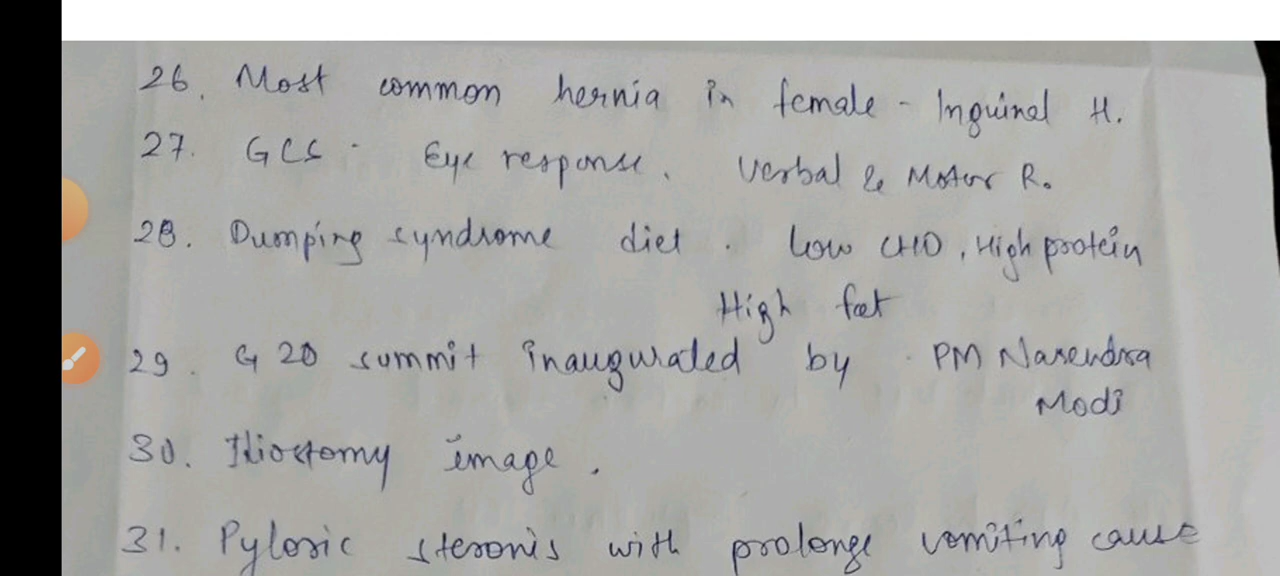 26. Most common hernia in female - Inguinal H.
27. GCS - Eye response, Verbal & Motor R.
28. Dumping syndrome diet. Low CHO, High protein
High fat
29. G 20 summit inaugurated by PM Narendra
Modi
30. Iliostomy image.
31. Pyloric stenonis with prolonge vomiting cause